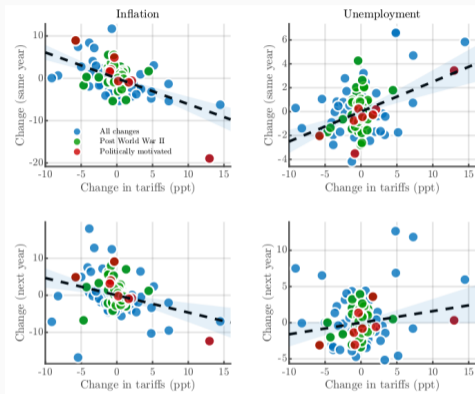 Inflation
Change (same year)
10
0
-10
-20
All changes
Post World War II
Politically motivated
-10 -5 0 5 10 15
Change in tariffs (ppt)
Unemployment
Change (same year)
6
4
2
0
-2
-4
-10 -5 0 5 10 15
Change in tariffs (ppt)
Change (next year)
10
0
-10
-10 -5 0 5 10 15
Change in tariffs (ppt)
Change (next year)
10
5
0
-5
-10 -5 0 5 10 15
Change in tariffs (ppt)